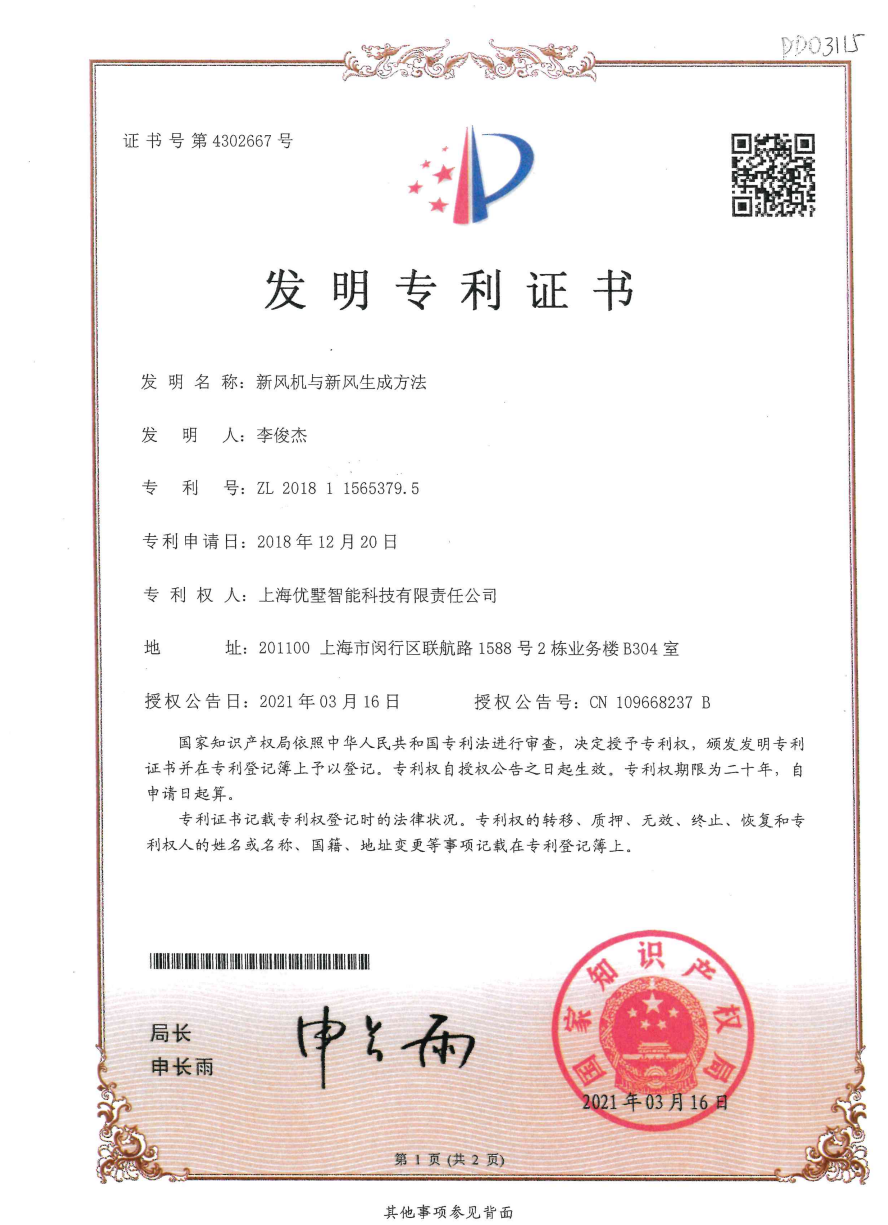 PD03115
证书号第4302667号
发明专利证书
发明名称：新风机与新风生成方法
发明人：李俊杰
专利号：ZL 2018 1 1565379.5
专利申请日：2018年12月20日
专利权人：上海优墅智能科技有限责任公司
地址：201100 上海市闵行区联航路1588号2栋业务楼B304室
授权公告日：2021年03月16日 授权公告号：CN 109668237 B
国家知识产权局依照中华人民共和国专利法进行审查，决定授予专利权，颁发发明专利
证书并在专利登记簿上予以登记。专利权自授权公告之日起生效。专利权期限为二十年，自
申请日起算。
专利证书记载专利权登记时的法律状况。专利权的转移、质押、无效、终止、恢复和专
利权人的姓名或名称、国籍、地址变更等事项记载在专利登记簿上。
局长
申长雨
申长雨
国家知识产权局
2021年03月16日
第 1 页 (共 2 页)
其他事项参见背面